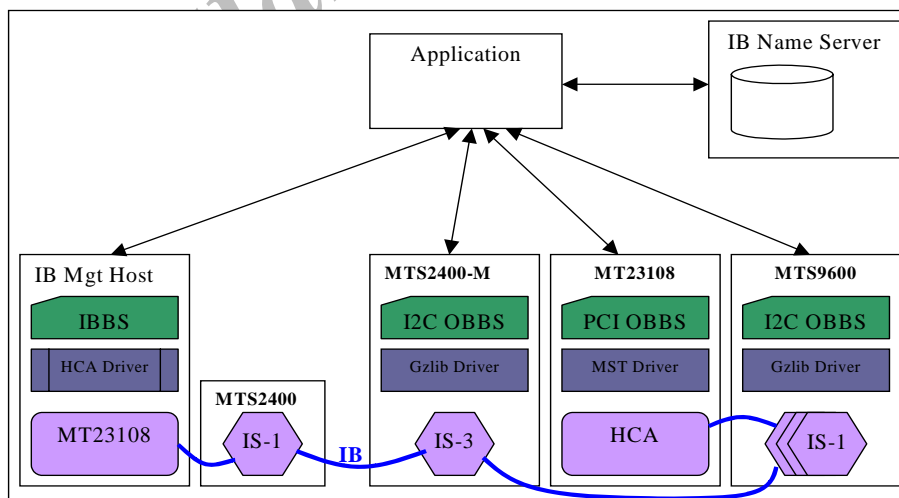 Application
IB Name Server
IB Mgt Host
IBBS
HCA Driver
MT23108
MTS2400
IS-1
IB
MTS2400-M
I2C OBBS
Gzlib Driver
IS-3
MT23108
PCI OBBS
MST Driver
HCA
MTS9600
I2C OBBS
Gzlib Driver
IS-1